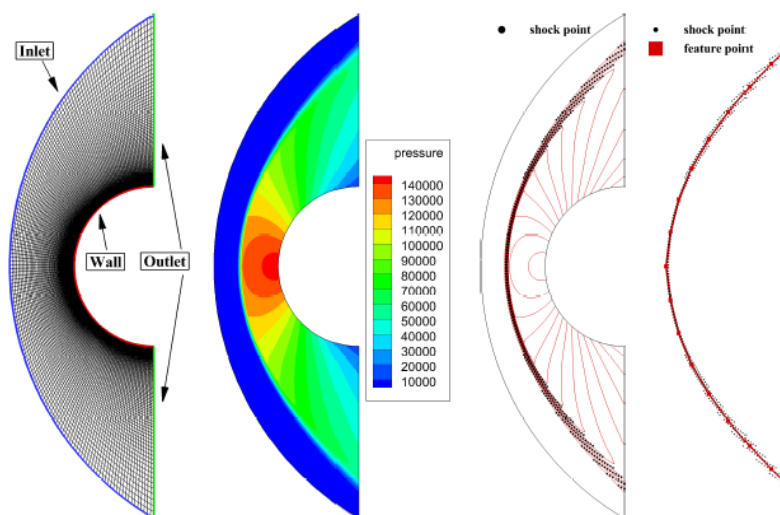 Inlet
Wall
Outlet
pressure
140000
130000
120000
110000
100000
90000
80000
70000
60000
50000
40000
30000
20000
10000
shock point
shock point
feature point